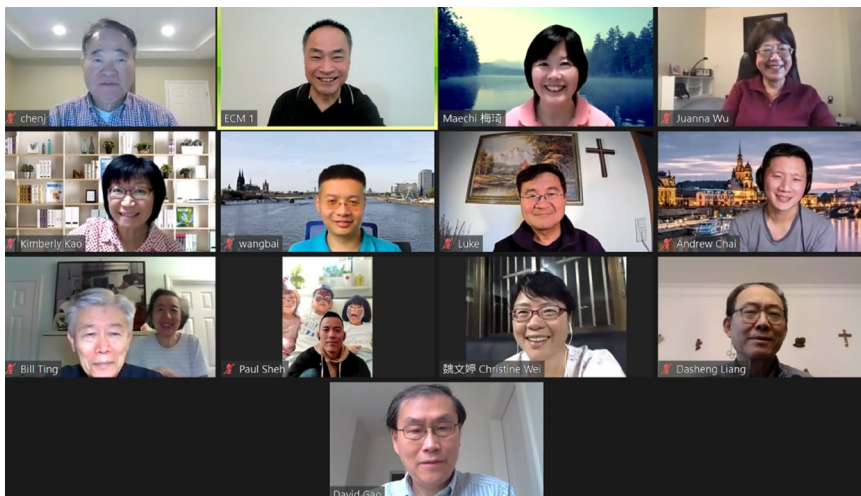 chenj
ECM 1
Maechi 梅琦
Juanna Wu
Kimberly Kao
wangbai
Luke
Andrew Chai
Bill Ting
Paul Sheh
魏文婷 Christine Wei
Dasheng Liang
David Gao